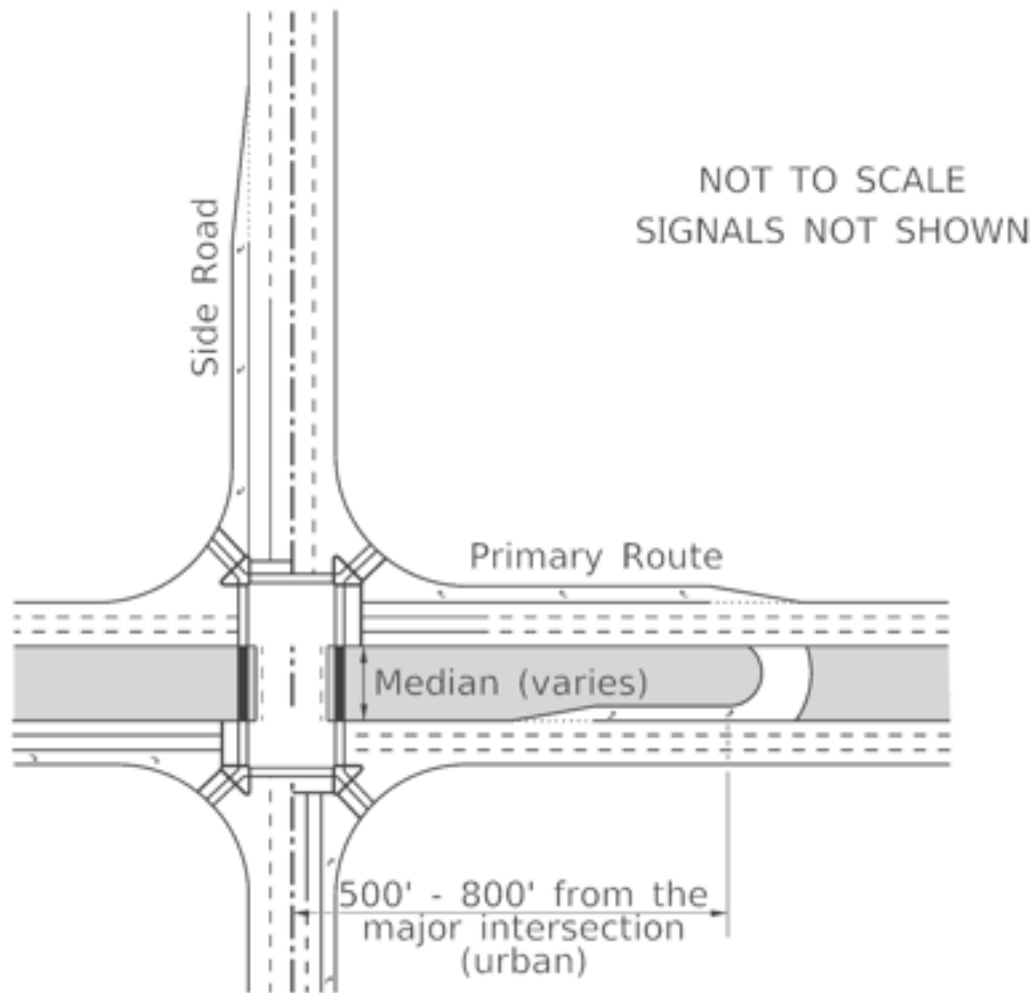 NOT TO SCALE
SIGNALS NOT SHOWN
Side Road
Primary Route
Median (varies)
500' - 800' from the
major intersection
(urban)